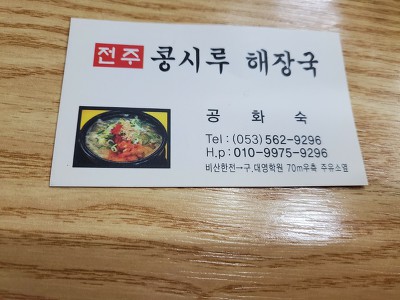 전주 콩시루 해장국
공 화 숙
Tel : (053) 562-9296
H,p : 010-9975-9296
비산한전→구,대영학원 70m우측 주유소옆